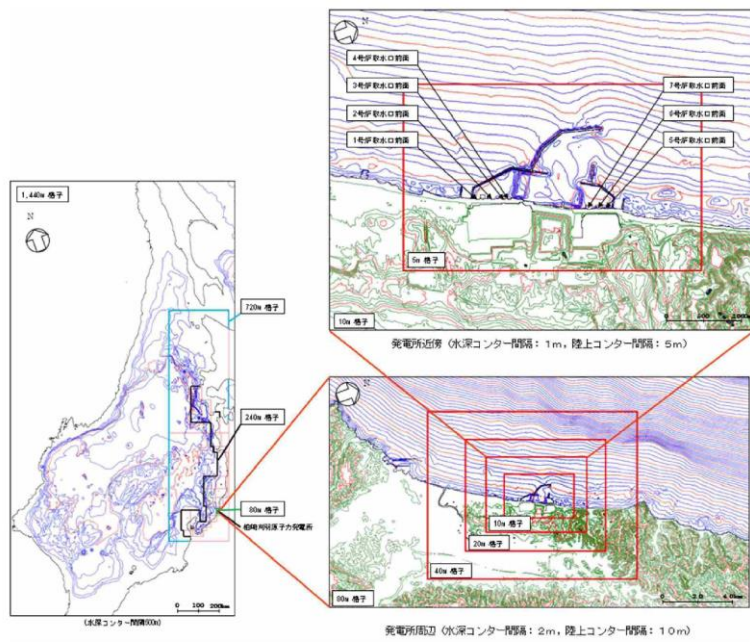 N
4号炉取水口前面
3号炉取水口前面
2号炉取水口前面
1号炉取水口前面
7号炉取水口前面
6号炉取水口前面
5号炉取水口前面
5m 格子
10m 格子
発電所近傍（水深コンター間隔：1m，陸上コンター間隔：5m）
1,440m 格子
N
720m 格子
240m 格子
80m 格子
柏崎刈羽原子力発電所
0 100 200km
(水深コンター間隔500m)
N
10m 格子
20m 格子
40m 格子
80m 格子
発電所周辺（水深コンター間隔：2m，陸上コンター間隔：10m）